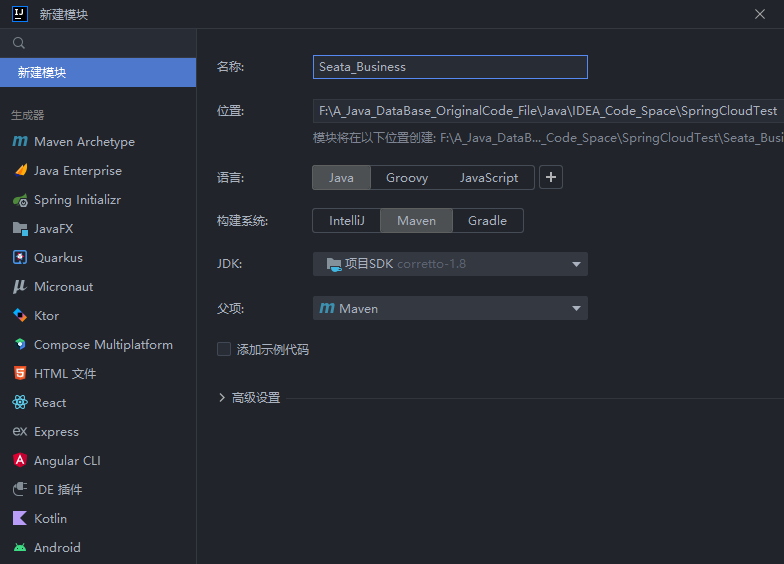 新建模块
新建模块
生成器
Maven Archetype
Java Enterprise
Spring Initializr
JavaFX
Quarkus
Micronaut
Ktor
Compose Multiplatform
HTML 文件
React
Express
Angular CLI
IDE 插件
Kotlin
Android
名称: Seata_Business
位置: F:\A_Java_DataBase_OriginalCode_File\Java\IDEA_Code_Space\SpringCloudTest
模块将在以下位置创建: F:\A_Java_DataB..._Code_Space\SpringCloudTest\Seata_Busi
语言: Java Groovy JavaScript +
构建系统: IntelliJ Maven Gradle
JDK: 项目SDK corretto-1.8
父项: Maven
添加示例代码
高级设置